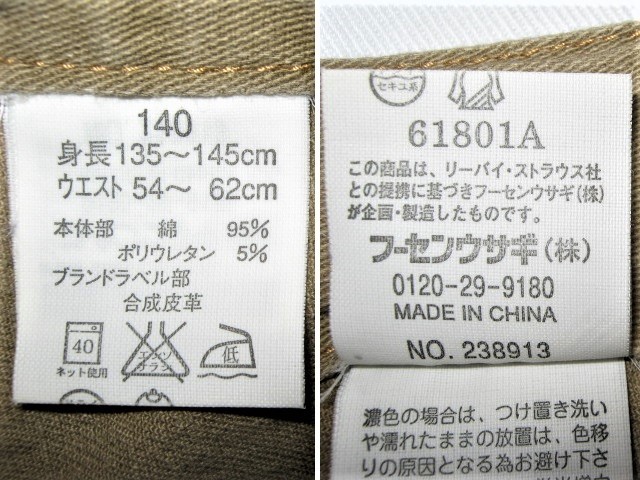 140
身長135～145cm
ウエスト 54～ 62cm
本体部 綿 95%
ポリウレタン 5%
ブランドラベル部
合成皮革
40
ネット使用
エンソ
サラシ
低
セキユ系
61801A
この商品は、リーバイ・ストラウス社
との提携に基づきフーセンウサギ(株)
が企画・製造したものです。
フーセンウサギ(株)
0120-29-9180
MADE IN CHINA
NO. 238913
濃色の場合は、つけ置き洗い
や濡れたままの放置は、色移
りの原因となる為お避け下さ